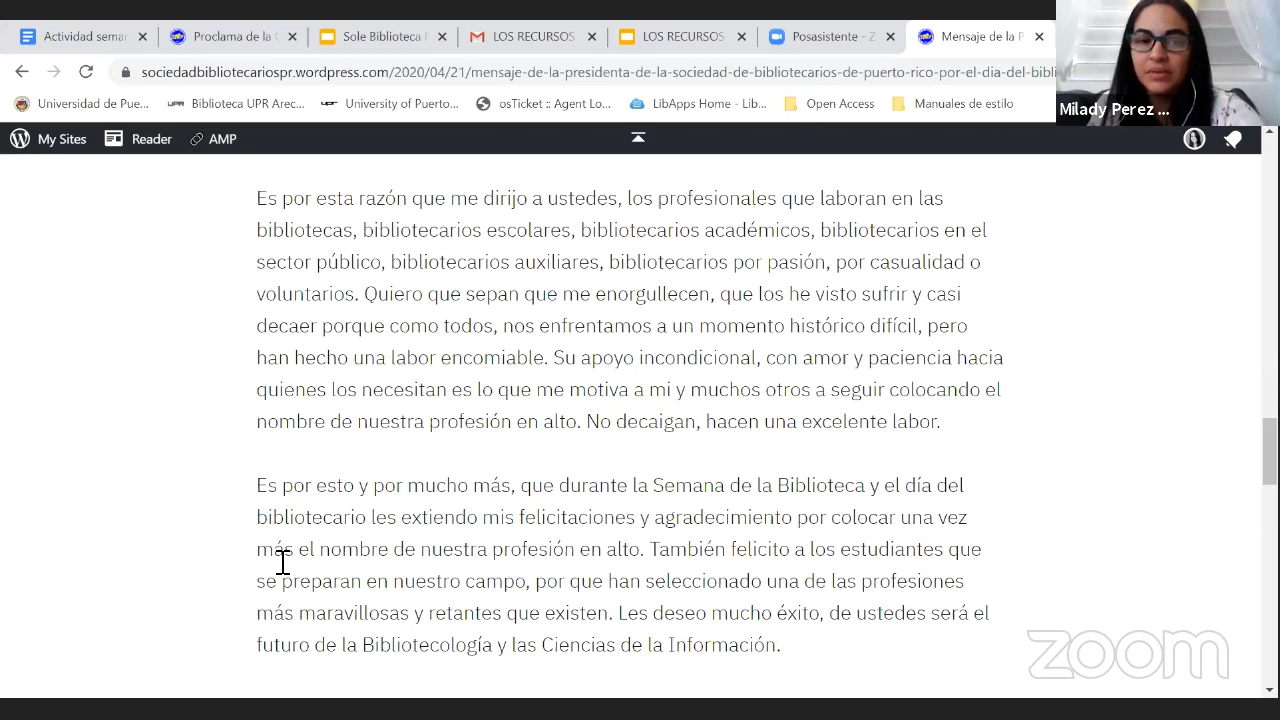 Actividad semar
Proclama de la
Sole Biblioteca
LOS RECURSOS
LOS RECURSOS
Posasistente - Z
Mensaje de la P
sociedadbibliotecariospr.wordpress.com/2020/04/21/mensaje-de-la-presidenta-de-la-sociedad-de-bibliotecarios-de-puerto-rico-por-el-dia-del-bibli
Universidad de Pue...
Biblioteca UPR Arec...
University of Puerto...
osTicket :: Agent Lo...
LibApps Home - Lib...
Open Access
Manuales de estilo
Milady Perez ...
My Sites
Reader
AMP
Es por esta razón que me dirijo a ustedes, los profesionales que laboran en las
bibliotecas, bibliotecarios escolares, bibliotecarios académicos, bibliotecarios en el
sector público, bibliotecarios auxiliares, bibliotecarios por pasión, por casualidad o
voluntarios. Quiero que sepan que me enorgullecen, que los he visto sufrir y casi
decaer porque como todos, nos enfrentamos a un momento histórico difícil, pero
han hecho una labor encomiable. Su apoyo incondicional, con amor y paciencia hacia
quienes los necesitan es lo que me motiva a mi y muchos otros a seguir colocando el
nombre de nuestra profesión en alto. No decaigan, hacen una excelente labor.
Es por esto y por mucho más, que durante la Semana de la Biblioteca y el día del
bibliotecario les extiendo mis felicitaciones y agradecimiento por colocar una vez
más el nombre de nuestra profesión en alto. También felicito a los estudiantes que
se preparan en nuestro campo, por que han seleccionado una de las profesiones
más maravillosas y retantes que existen. Les deseo mucho éxito, de ustedes será el
futuro de la Bibliotecología y las Ciencias de la Información.
zoom